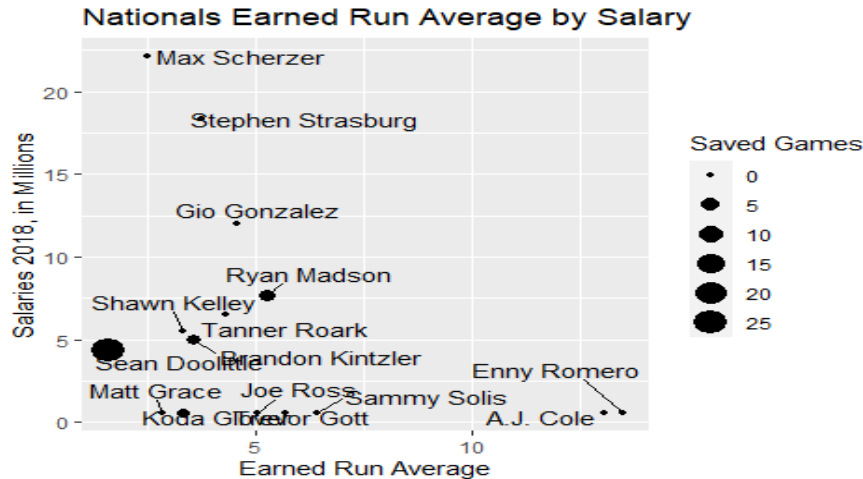 Nationals Earned Run Average by Salary
Max Scherzer
20
Stephen Strasburg
Saved Games
0
15
5
Gio Gonzalez
10
10
Ryan Madson
15
Shawn Kelley
20
Tanner Roark
5
25
Brandon Kintzler
Sean Doolittle
Enny Romero
Matt Grace
Joe Ross
Sammy Solis
0
Koda Glover
Trevor Gott
A.J. Cole
5
10
Earned Run Average
Salaries 2018, in Millions